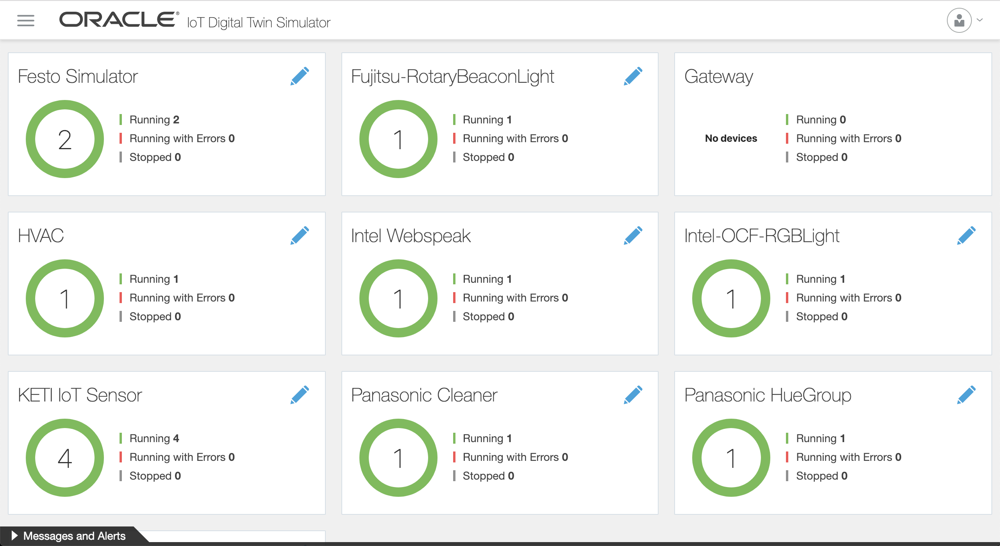 ORACLE® IoT Digital Twin Simulator
Festo Simulator
2
Running 2
Running with Errors 0
Stopped 0
Fujitsu-RotaryBeaconLight
1
Running 1
Running with Errors 0
Stopped 0
Gateway
No devices
Running 0
Running with Errors 0
Stopped 0
HVAC
1
Running 1
Running with Errors 0
Stopped 0
Intel Webspeak
1
Running 1
Running with Errors 0
Stopped 0
Intel-OCF-RGBLight
1
Running 1
Running with Errors 0
Stopped 0
KETI IoT Sensor
4
Running 4
Running with Errors 0
Stopped 0
Panasonic Cleaner
1
Running 1
Running with Errors 0
Stopped 0
Panasonic HueGroup
1
Running 1
Running with Errors 0
Stopped 0
Messages and Alerts